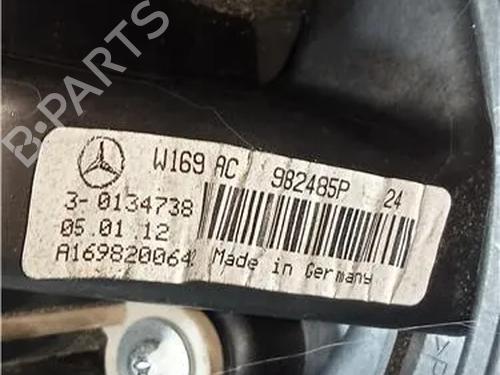 B-PARTS
W169 AC 982485P 24
3-0134738
05.01.12
A169820064 Made in Germany